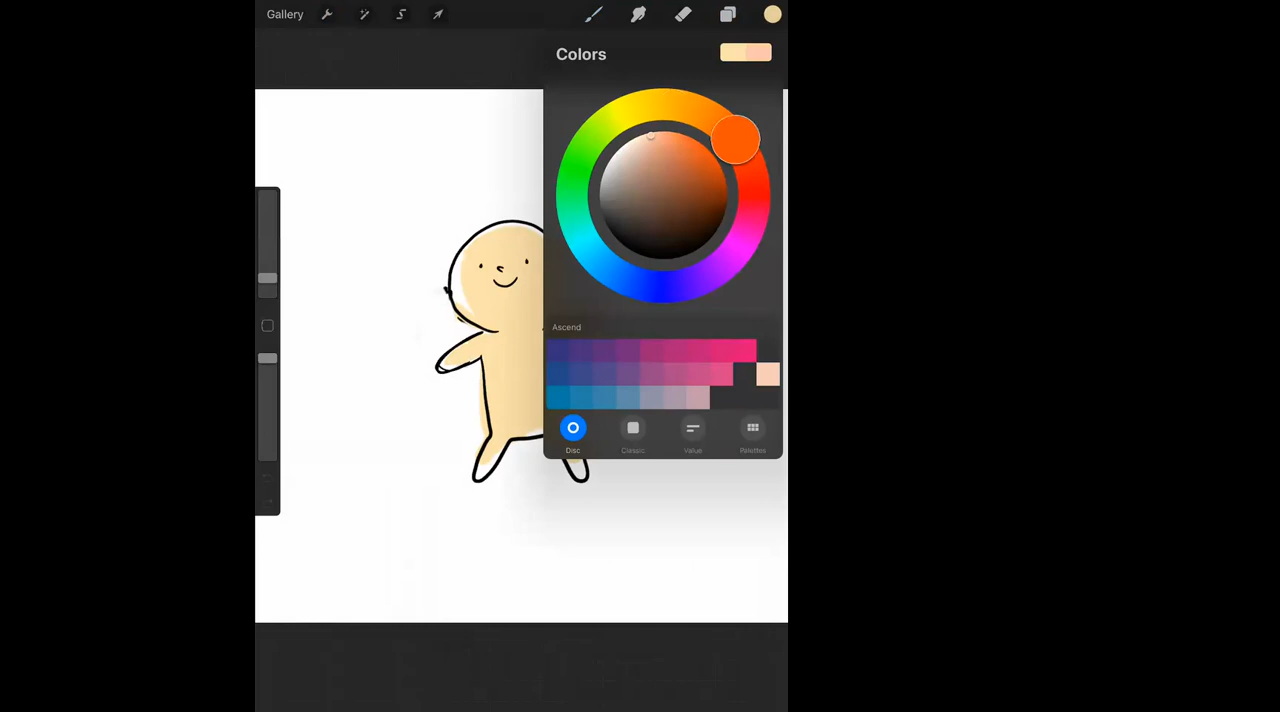 Gallery
Colors
Ascend
Disc
Classic
Value
Palettes